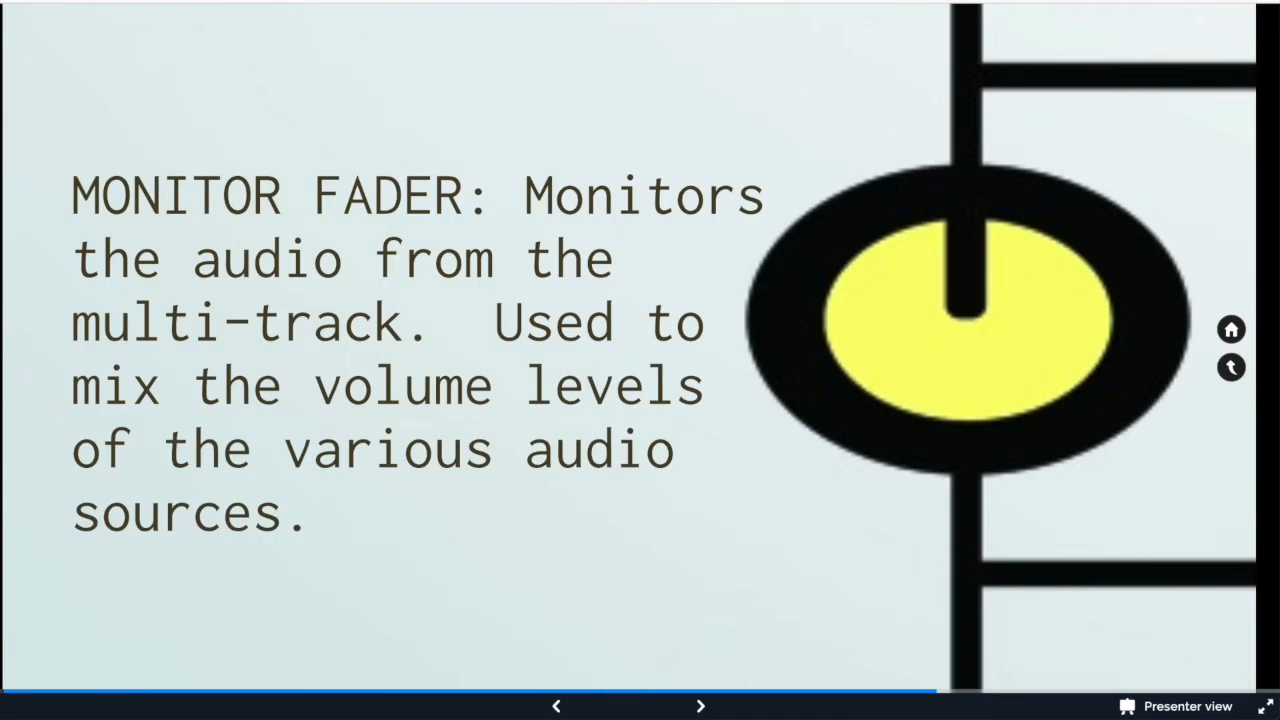 MONITOR FADER: Monitors
the audio from the
multi-track.  Used to
mix the volume levels
of the various audio
sources.
Presenter view